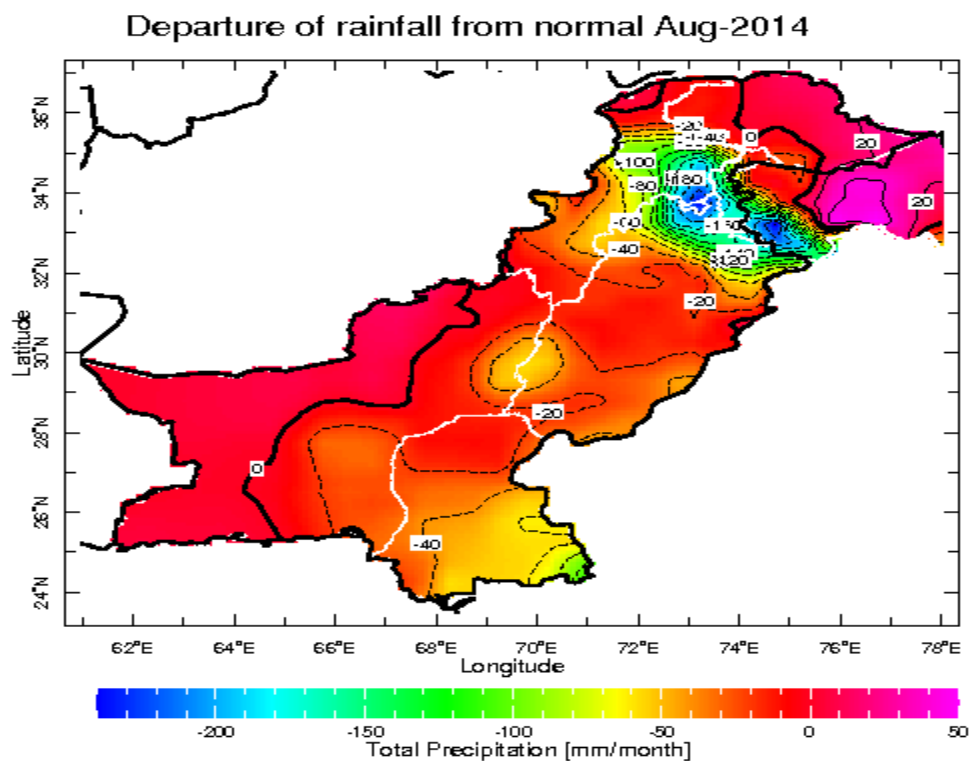 Departure of rainfall from normal Aug-2014
36°N
34°N
32°N
30°N
28°N
26°N
24°N
Latitude
-20
-40
0
20
-100
180
-80
20
-60
-40
120
-20
-20
0
-40
62°E 64°E 66°E 68°E 70°E 72°E 74°E 76°E 78°E
Longitude
-200 -150 -100 -50 0 50
Total Precipitation [mm/month]